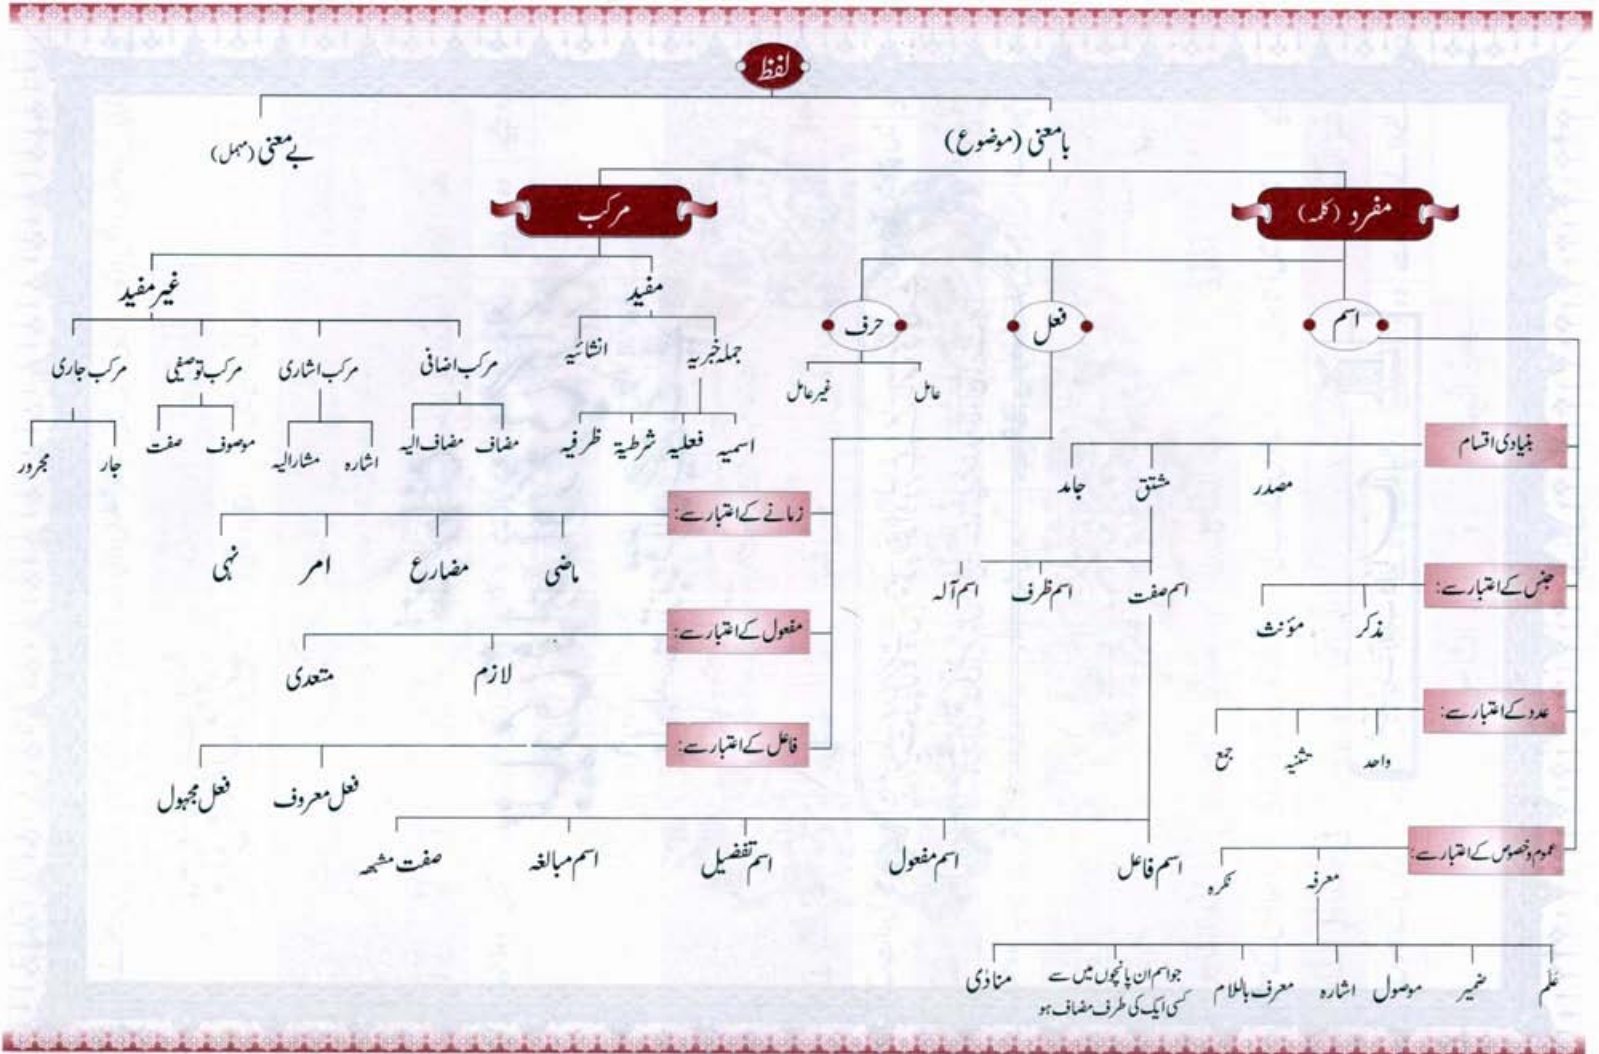 لفظ
بامعنی (موضوع)
بے معنی (مہمل)
مفرد (کلمہ)
مرکب
اسم
فعل
حرف
عامل
غیر عامل
مفید
غیر مفید
جملہ خبریہ
انشائیہ
اسمیہ
فعلیہ
شرطیۃ
ظرفیہ
مرکب اضافی
مرکب اشاری
مرکب توصیفی
مرکب جاری
مضاف
مضاف الیہ
اشارہ
مشارالیہ
موصوف
صفت
جار
مجرور
بنیادی اقسام
مصدر
مشتق
جامد
اسم صفت
اسم ظرف
اسم آلہ
جنس کے اعتبار سے:
مذکر
مؤنث
عدد کے اعتبار سے:
واحد
تثنیہ
جمع
زمانے کے اعتبار سے:
ماضی
مضارع
امر
نہی
مفعول کے اعتبار سے:
لازم
متعدی
فاعل کے اعتبار سے:
فعل معروف
فعل مجہول
اسم فاعل
اسم مفعول
اسم تفضیل
اسم مبالغہ
صفت مشبہ
عموم وخصوص کے اعتبار سے:
معرفہ
نکرہ
عَلَم
ضمیر
موصول
اشارہ
معرف باللام
جو اسم ان پانچوں میں سے
کسی ایک کی طرف مضاف ہو
منادٰی